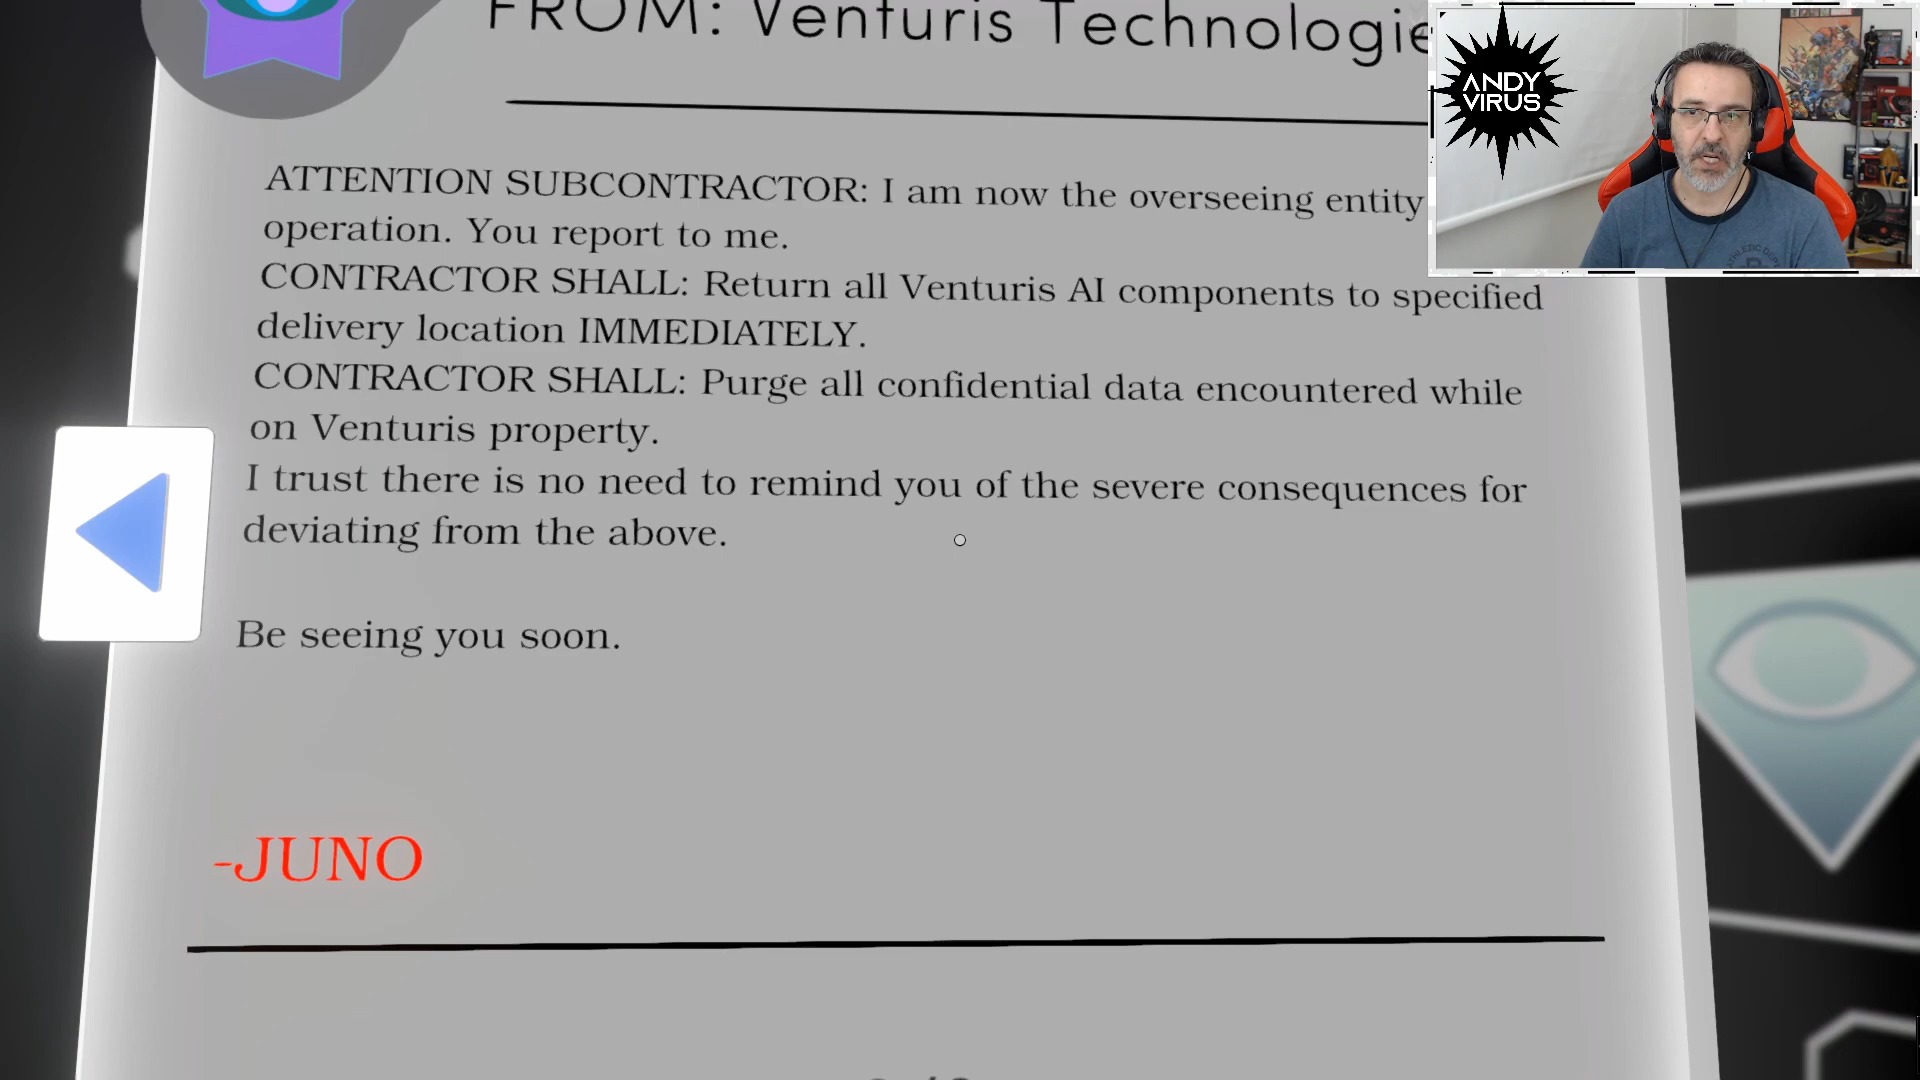 FROM: Venturis Technologie
ANDY
VIRUS
ATTENTION SUBCONTRACTOR: I am now the overseeing entity
operation. You report to me.
CONTRACTOR SHALL: Return all Venturis AI components to specified
delivery location IMMEDIATELY.
CONTRACTOR SHALL: Purge all confidential data encountered while
on Venturis property.
I trust there is no need to remind you of the severe consequences for
deviating from the above.
Be seeing you soon.
-JUNO